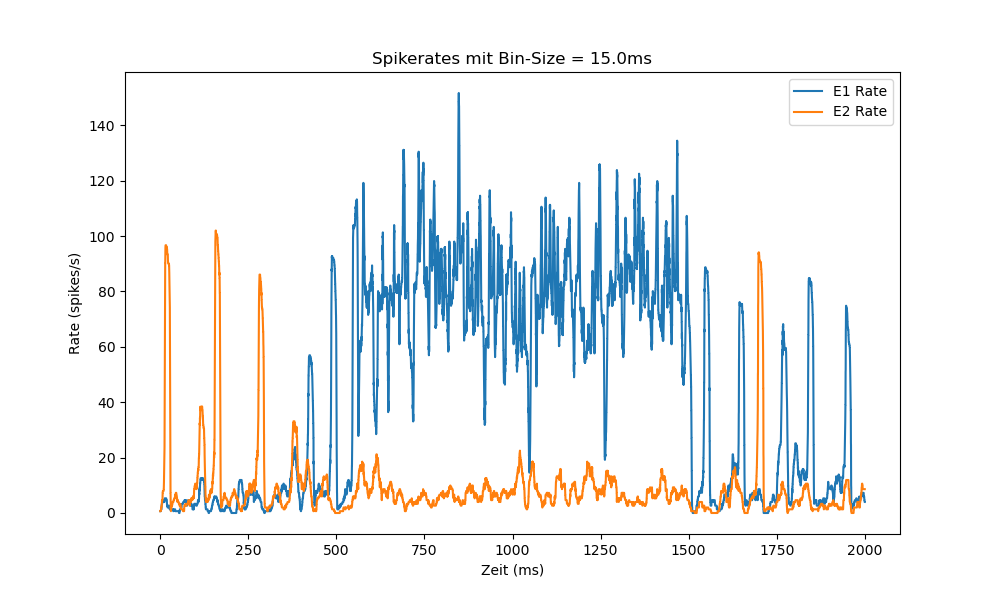 Spikerates mit Bin-Size = 15.0ms
E1 Rate
E2 Rate
Rate (spikes/s)
140
120
100
80
60
40
20
0
0 250 500 750 1000 1250 1500 1750 2000
Zeit (ms)